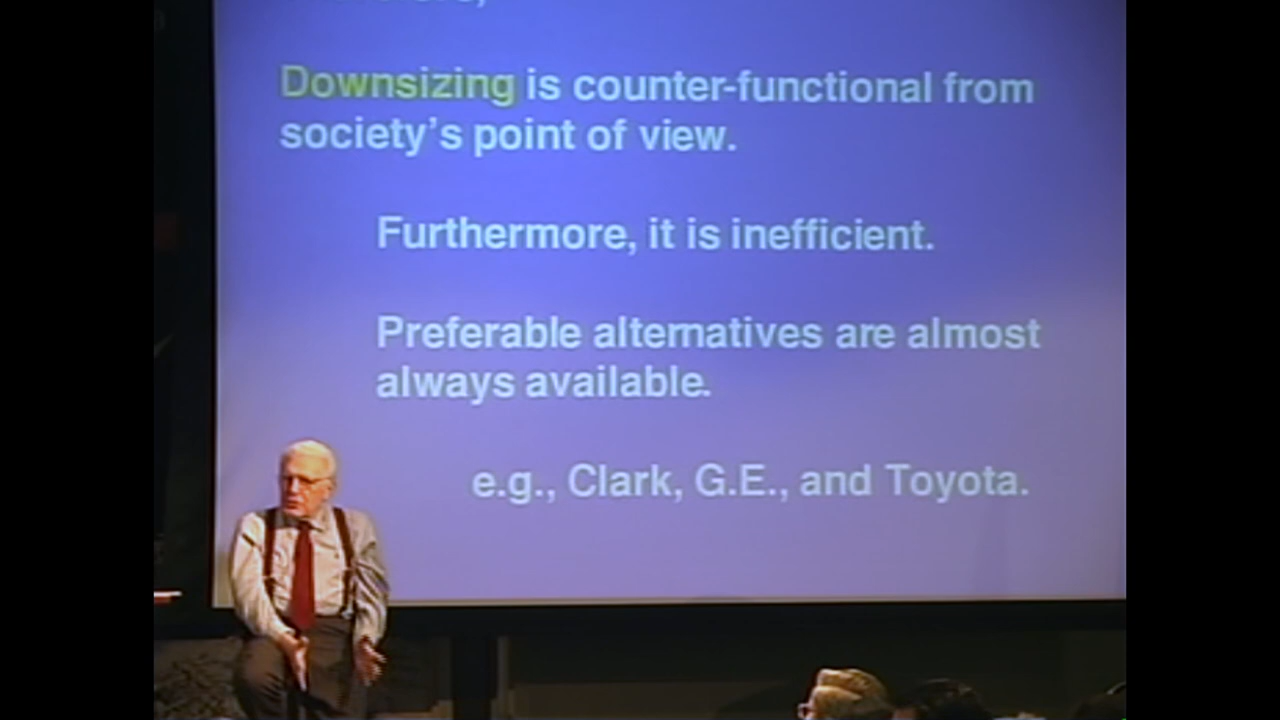 Downsizing is counter-functional from
society's point of view.
Furthermore, it is inefficient.
Preferable alternatives are almost
always available.
e.g., Clark, G.E., and Toyota.